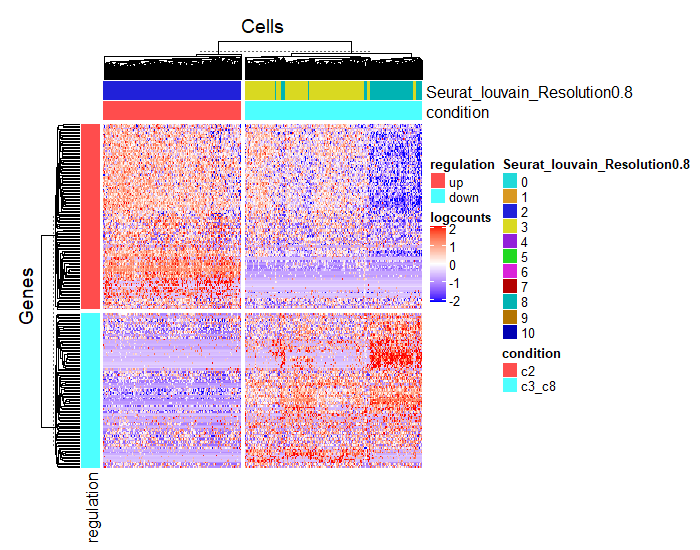 Cells
Seurat_louvain_Resolution0.8
condition
Genes
regulation
regulation
up
down
logcounts
2
1
0
-1
-2
Seurat_louvain_Resolution0.8
0
1
2
3
4
5
6
7
8
9
10
condition
c2
c3_c8